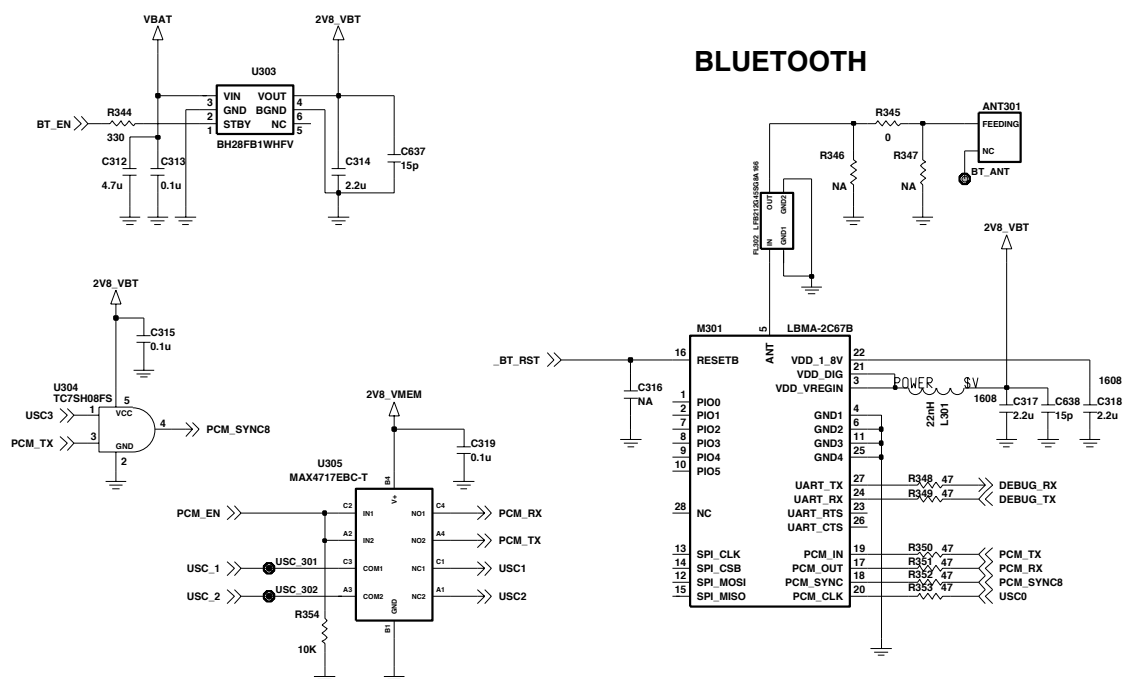 BLUETOOTH
VBAT
2V8_VBT
U303
VIN VOUT
3 GND BGND 4
2 STBY NC 6
1 5
BH28FB1WHFV
BT_EN
R344
330
C312
4.7u
C313
0.1u
C314
2.2u
C637
15p
ANT301
FEEDING
NC
BT_ANT
R345
0
R346
NA
R347
NA
FL302 LFB212G45SG8A166
OUT GND2
IN GND1
2V8_VBT
2V8_VBT
C315
0.1u
U304
TC7SH08FS
USC3 1
VCC 5
PCM_TX 3
GND 2
4 PCM_SYNC8
2V8_VMEM
C319
0.1u
U305
MAX4717EBC-T
B4
V+
PCM_EN C2 IN1 NO1 C4 PCM_RX
A2 IN2 NO2 A4 PCM_TX
USC_1 USC_301 C3 COM1 NC1 C1 USC1
USC_2 USC_302 A3 COM2 NC2 A1 USC2
GND
B1
R354
10K
M301 5 LBMA-2C67B
ANT
_BT_RST 16 RESETB
C316
NA
1 PIO0
2 PIO1
7 PIO2
8 PIO3
9 PIO4
10 PIO5
28 NC
13 SPI_CLK
14 SPI_CSB
12 SPI_MOSI
15 SPI_MISO
VDD_1_8V 22
VDD_DIG 21
VDD_VREGIN 3
POWER $V
22nH
L301
1608
C317
2.2u
C638
15p
1608
C318
2.2u
GND1 4
GND2 6
GND3 11
GND4 25
UART_TX 27 R348 47 DEBUG_RX
UART_RX 24 R349 47 DEBUG_TX
UART_RTS 23
UART_CTS 26
PCM_IN 19 R350 47 PCM_TX
PCM_OUT 17 R351 47 PCM_RX
PCM_SYNC 18 R352 47 PCM_SYNC8
PCM_CLK 20 R353 47 USC0